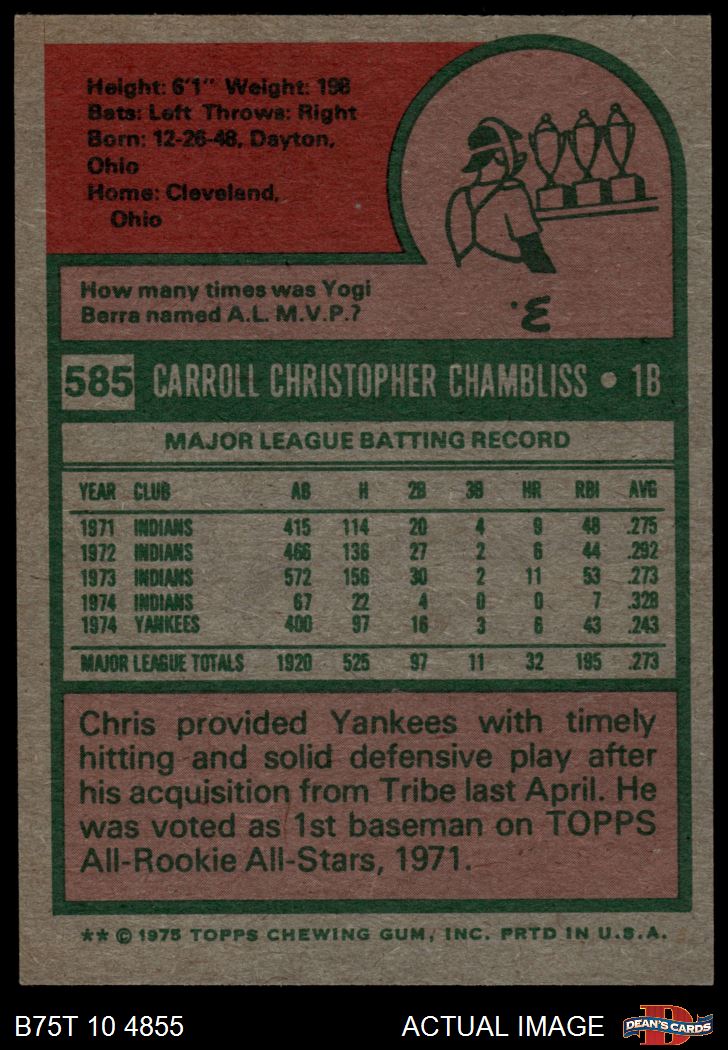 Height: 6'1" Weight: 196
Bats: Left Throws: Right
Born: 12-26-48, Dayton,
Ohio
Home: Cleveland,
Ohio
How many times was Yogi
Berra named A.L. M.V.P.?
3.
585 CARROLL CHRISTOPHER CHAMBLISS • 1B
MAJOR LEAGUE BATTING RECORD
YEAR CLUB AB H 2B 3B HR RBI AVG
1971 INDIANS 415 114 20 4 9 48 .275
1972 INDIANS 466 136 27 2 6 44 .292
1973 INDIANS 572 156 30 2 11 53 .273
1974 INDIANS 67 22 4 0 0 7 .328
1974 YANKEES 400 97 16 3 6 43 .243
MAJOR LEAGUE TOTALS 1920 525 97 11 32 195 .273
Chris provided Yankees with timely
hitting and solid defensive play after
his acquisition from Tribe last April. He
was voted as 1st baseman on TOPPS
All-Rookie All-Stars, 1971.
** © 1975 TOPPS CHEWING GUM, INC. PRTD IN U.S.A.
B75T 10 4855 ACTUAL IMAGE
D
DEAN'S CARDS